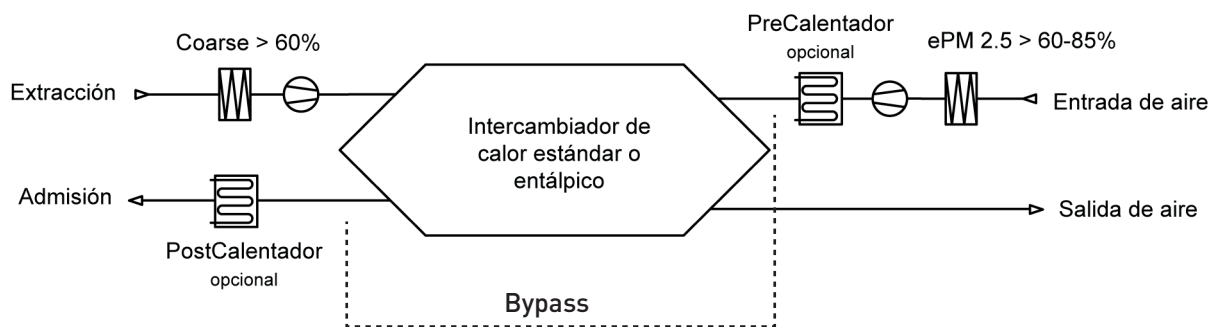 PreCalentador
opcional
Coarse > 60%
ePM 2.5 > 60-85%
Extracción
Entrada de aire
Intercambiador de
calor estándar o
entálpico
Admisión
Salida de aire
PostCalentador
opcional
Bypass